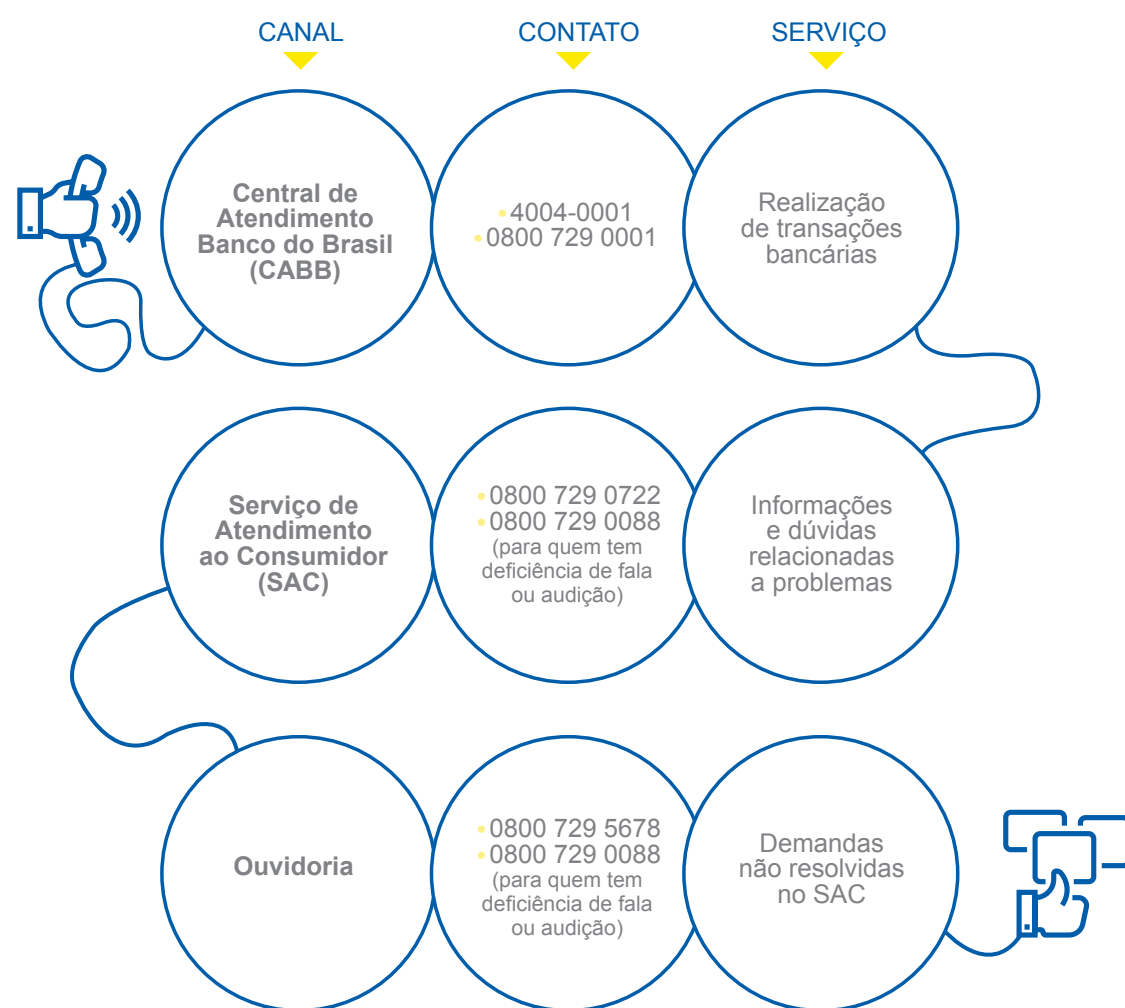 CANAL
CONTATO
SERVIÇO
Central de
Atendimento
Banco do Brasil
(CABB)
•4004-0001
•0800 729 0001
Realização
de transações
bancárias
Serviço de
Atendimento
ao Consumidor
(SAC)
•0800 729 0722
•0800 729 0088
(para quem tem
deficiência de fala
ou audição)
Informações
e dúvidas
relacionadas
a problemas
Ouvidoria
•0800 729 5678
•0800 729 0088
(para quem tem
deficiência de fala
ou audição)
Demandas
não resolvidas
no SAC